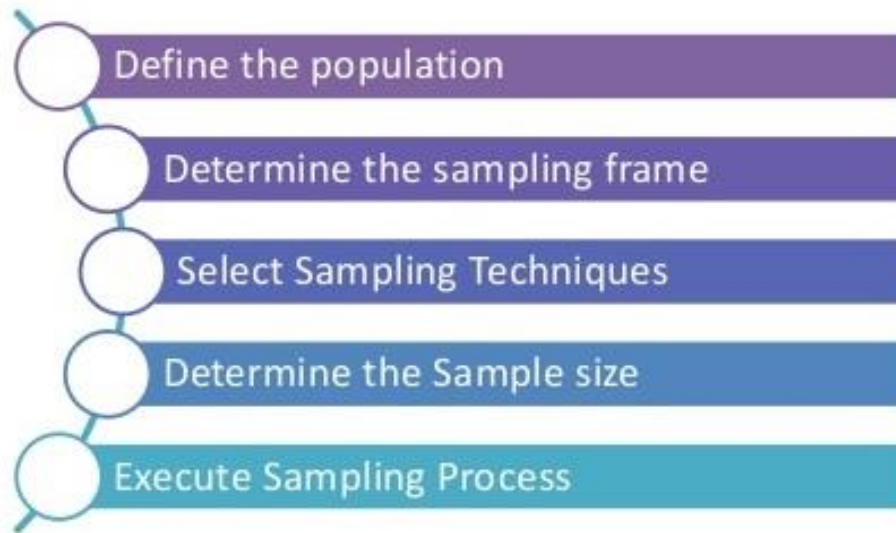 Define the population
Determine the sampling frame
Select Sampling Techniques
Determine the Sample size
Execute Sampling Process